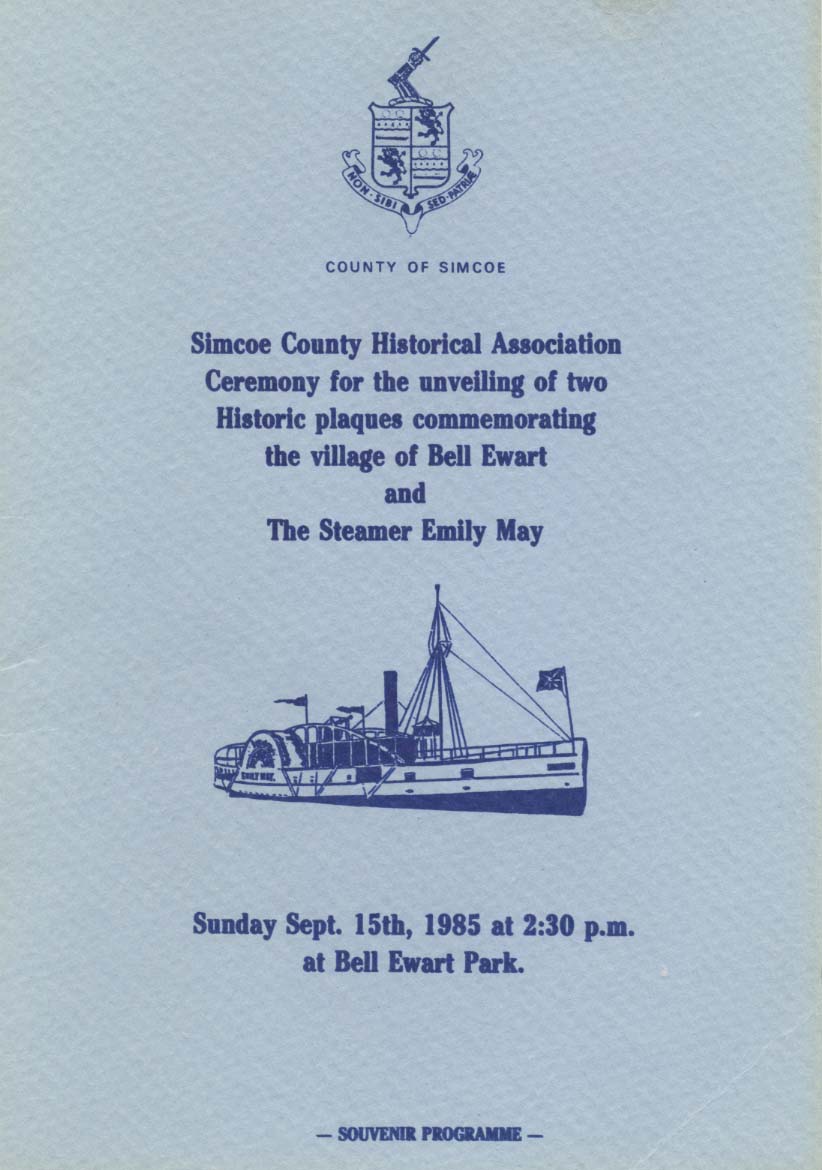 NON · SIBI SED · PATRIÆ
COUNTY OF SIMCOE
Simcoe County Historical Association
Ceremony for the unveiling of two
Historic plaques commemorating
the village of Bell Ewart
and
The Steamer Emily May
EMILY MAY.
Sunday Sept. 15th, 1985 at 2:30 p.m.
at Bell Ewart Park.
— SOUVENIR PROGRAMME —